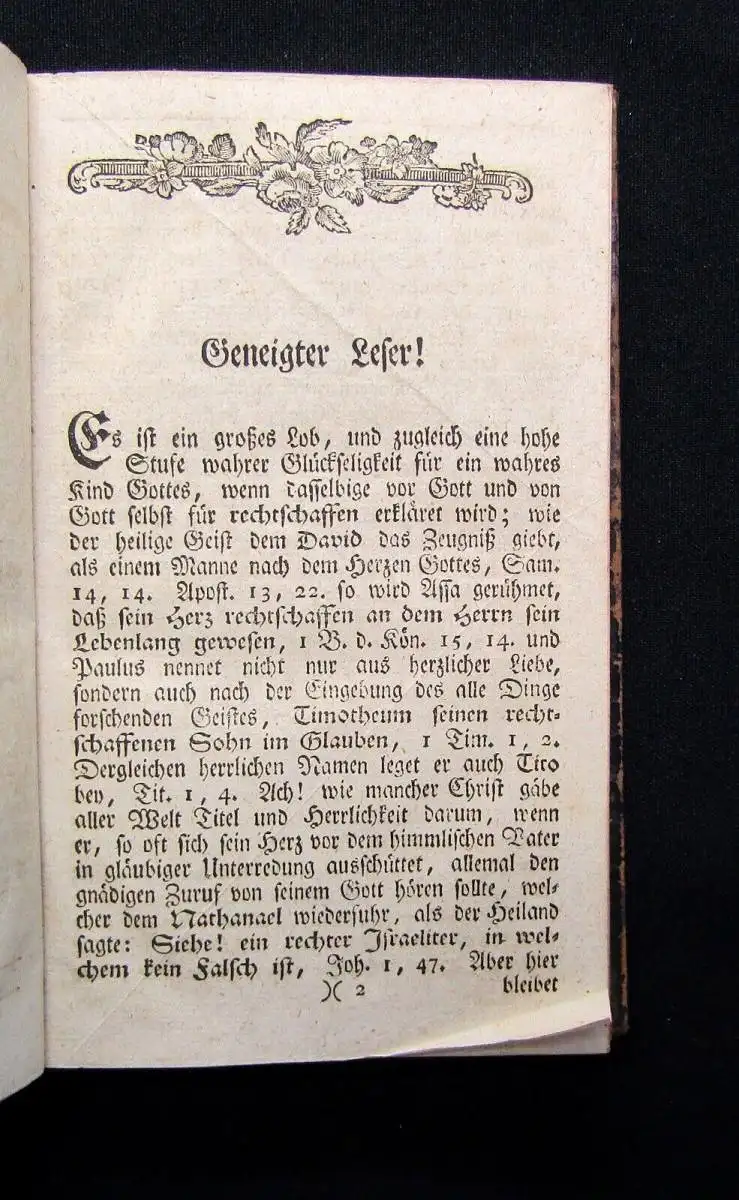 Geneigter Leser!
Es ist ein großes Lob, und zugleich eine hohe
Stufe wahrer Glückseligkeit für ein wahres
Kind Gottes, wenn dasselbige vor Gott und von
Gott selbst für rechtschaffen erkläret wird; wie
der heilige Geist dem David das Zeugniß giebt,
als einem Manne nach dem Herzen Gottes, Sam.
14, 14. Apost. 13, 22. so wird Assa gerühmet,
daß sein Herz rechtschaffen an dem Herrn sein
Lebenlang gewesen, 1 B. d. Kön. 15, 14. und
Paulus nennet nicht nur aus herzlicher Liebe,
sondern auch nach der Eingebung des alle Dinge
forschenden Geistes, Timotheum seinen recht-
schaffenen Sohn im Glauben, 1 Tim. 1, 2.
Dergleichen herrlichen Namen leget er auch Tito
bey, Tit. 1, 4. Ach! wie mancher Christ gäbe
aller Welt Titel und Herrlichkeit darum, wenn
er, so oft sich sein Herz vor dem himmlischen Vater
in gläubiger Unterredung ausschüttet, allemal den
gnädigen Zuruf von seinem Gott hören sollte, wel-
cher dem Nathanael wiederfuhr, als der Heiland
sagte: Siehe! ein rechter Israeliter, in wel-
chem kein Falsch ist, Joh. 1, 47. Aber hier
)( 2 bleibet